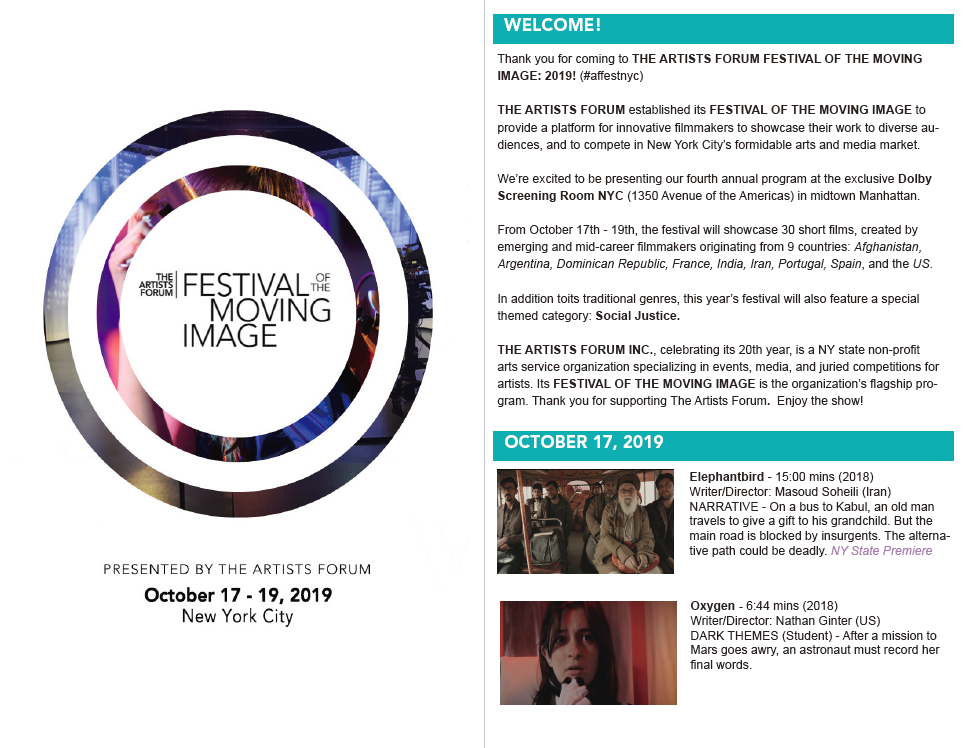 THE
ARTISTS
FORUM
FESTIVAL OF THE
MOVING
IMAGE
PRESENTED BY THE ARTISTS FORUM
October 17 - 19, 2019
New York City
WELCOME!
Thank you for coming to THE ARTISTS FORUM FESTIVAL OF THE MOVING
IMAGE: 2019! (#affestnyc)
THE ARTISTS FORUM established its FESTIVAL OF THE MOVING IMAGE to
provide a platform for innovative filmmakers to showcase their work to diverse au-
diences, and to compete in New York City's formidable arts and media market.
We're excited to be presenting our fourth annual program at the exclusive Dolby
Screening Room NYC (1350 Avenue of the Americas) in midtown Manhattan.
From October 17th - 19th, the festival will showcase 30 short films, created by
emerging and mid-career filmmakers originating from 9 countries: Afghanistan,
Argentina, Dominican Republic, France, India, Iran, Portugal, Spain, and the US.
In addition toits traditional genres, this year's festival will also feature a special
themed category: Social Justice.
THE ARTISTS FORUM INC., celebrating its 20th year, is a NY state non-profit
arts service organization specializing in events, media, and juried competitions for
artists. Its FESTIVAL OF THE MOVING IMAGE is the organization's flagship pro-
gram. Thank you for supporting The Artists Forum. Enjoy the show!
OCTOBER 17, 2019
Elephantbird - 15:00 mins (2018)
Writer/Director: Masoud Soheili (Iran)
NARRATIVE - On a bus to Kabul, an old man
travels to give a gift to his grandchild. But the
main road is blocked by insurgents. The alterna-
tive path could be deadly. NY State Premiere
Oxygen - 6:44 mins (2018)
Writer/Director: Nathan Ginter (US)
DARK THEMES (Student) - After a mission to
Mars goes awry, an astronaut must record her
final words.